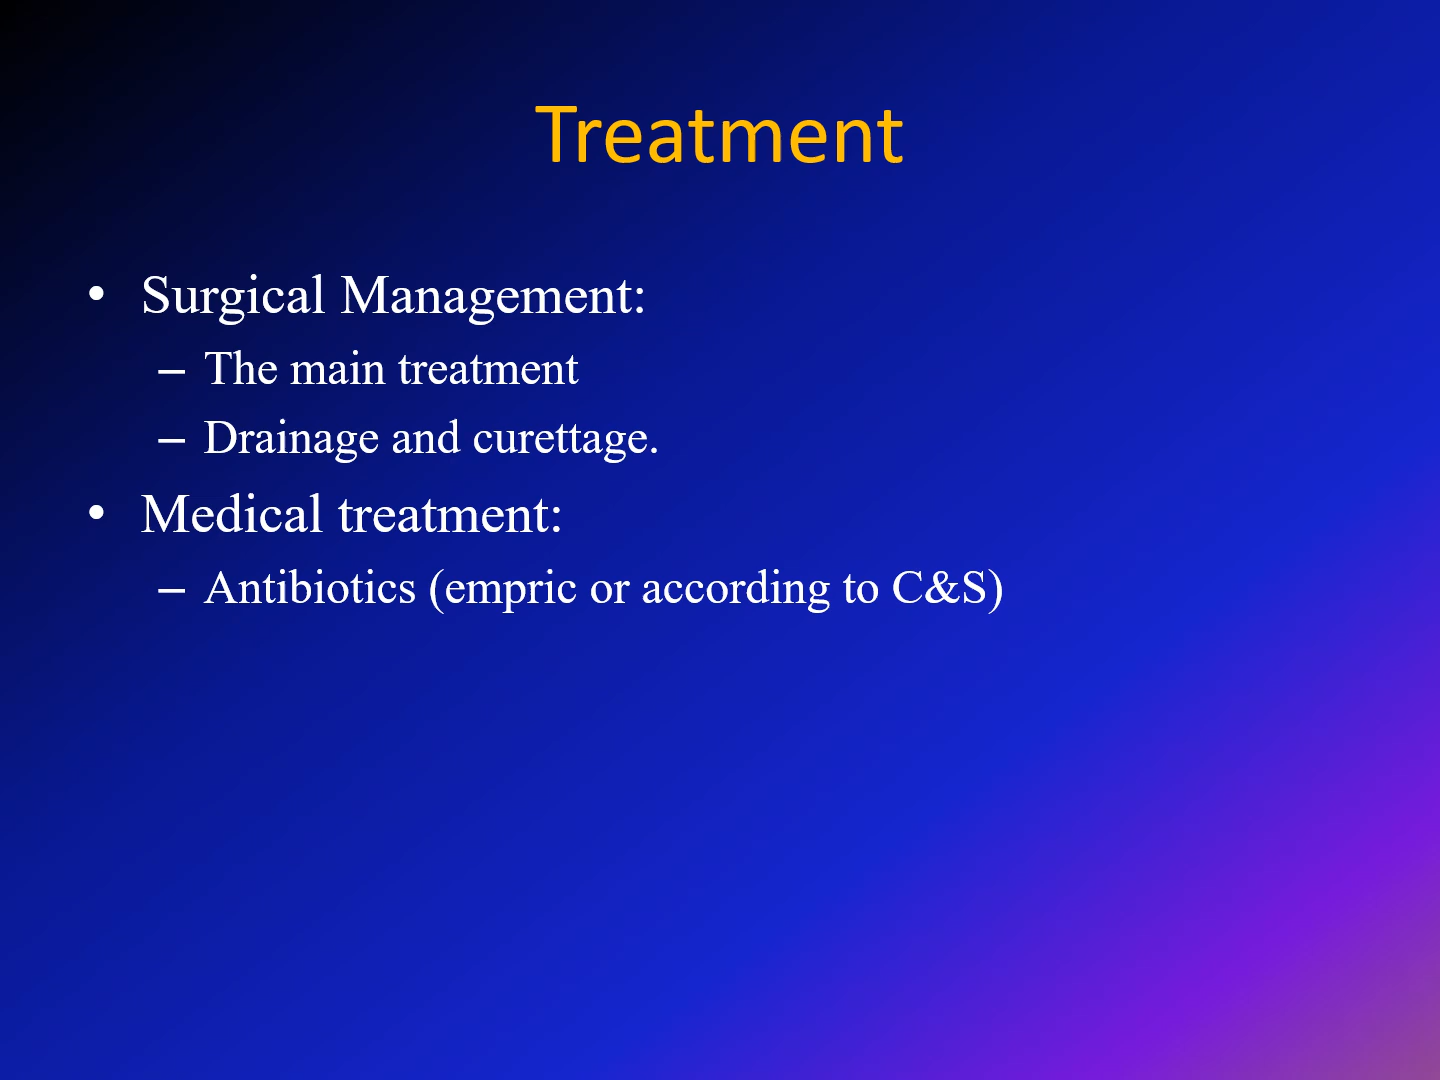 Treatment
• Surgical Management:
– The main treatment
– Drainage and curettage.
• Medical treatment:
– Antibiotics (empric or according to C&S)